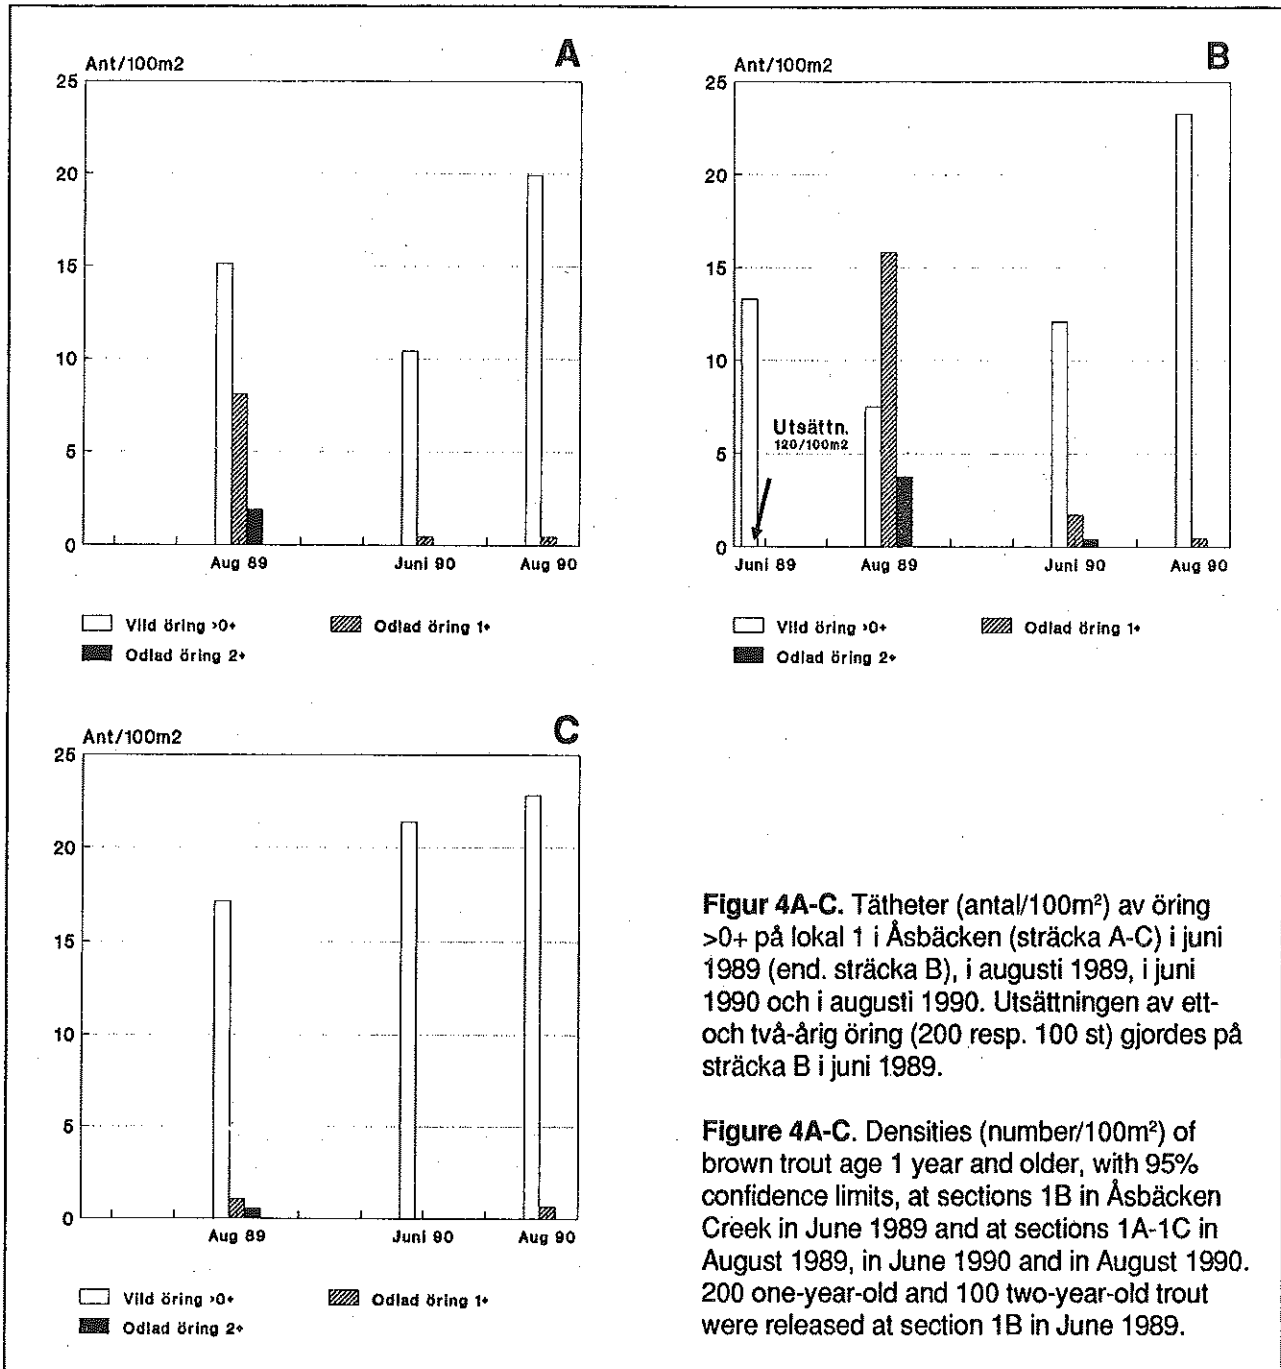 A
Ant/100m2
25
20
15
10
5
0
Aug 89
Juni 90
Aug 90
Vild öring >0+
Odlad öring 1+
Odlad öring 2+
B
Ant/100m2
25
20
15
10
5
0
Utsättn.
120/100m2
Juni 89
Aug 89
Juni 90
Aug 90
Vild öring >0+
Odlad öring 1+
Odlad öring 2+
C
Ant/100m2
25
20
15
10
5
0
Aug 89
Juni 90
Aug 90
Vild öring >0+
Odlad öring 1+
Odlad öring 2+
Figur 4A-C. Tätheter (antal/100m²) av öring
>0+ på lokal 1 i Åsbäcken (sträcka A-C) i juni
1989 (end. sträcka B), i augusti 1989, i juni
1990 och i augusti 1990. Utsättningen av ett-
och två-årig öring (200 resp. 100 st) gjordes på
sträcka B i juni 1989.
Figure 4A-C. Densities (number/100m²) of
brown trout age 1 year and older, with 95%
confidence limits, at sections 1B in Åsbäcken
Creek in June 1989 and at sections 1A-1C in
August 1989, in June 1990 and in August 1990.
200 one-year-old and 100 two-year-old trout
were released at section 1B in June 1989.